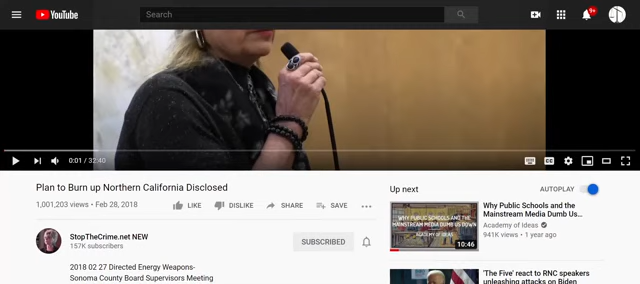 YouTube
Search
9+
0:01 / 32:40
CC
Plan to Burn up Northern California Disclosed
1,001,203 views • Feb 28, 2018
LIKE
DISLIKE
SHARE
SAVE
StopTheCrime.net NEW
157K subscribers
SUBSCRIBED
2018 02 27 Directed Energy Weapons-
Sonoma County Board Supervisors Meeting
Up next
AUTOPLAY
WHY PUBLIC SCHOOLS AND THE
MAINSTREAM MEDIA DUMB US DOWN
ACADEMY OF IDEAS
10:46
Why Public Schools and the
Mainstream Media Dumb Us...
Academy of Ideas
941K views • 1 year ago
'The Five' react to RNC speakers
unleashing attacks on Biden